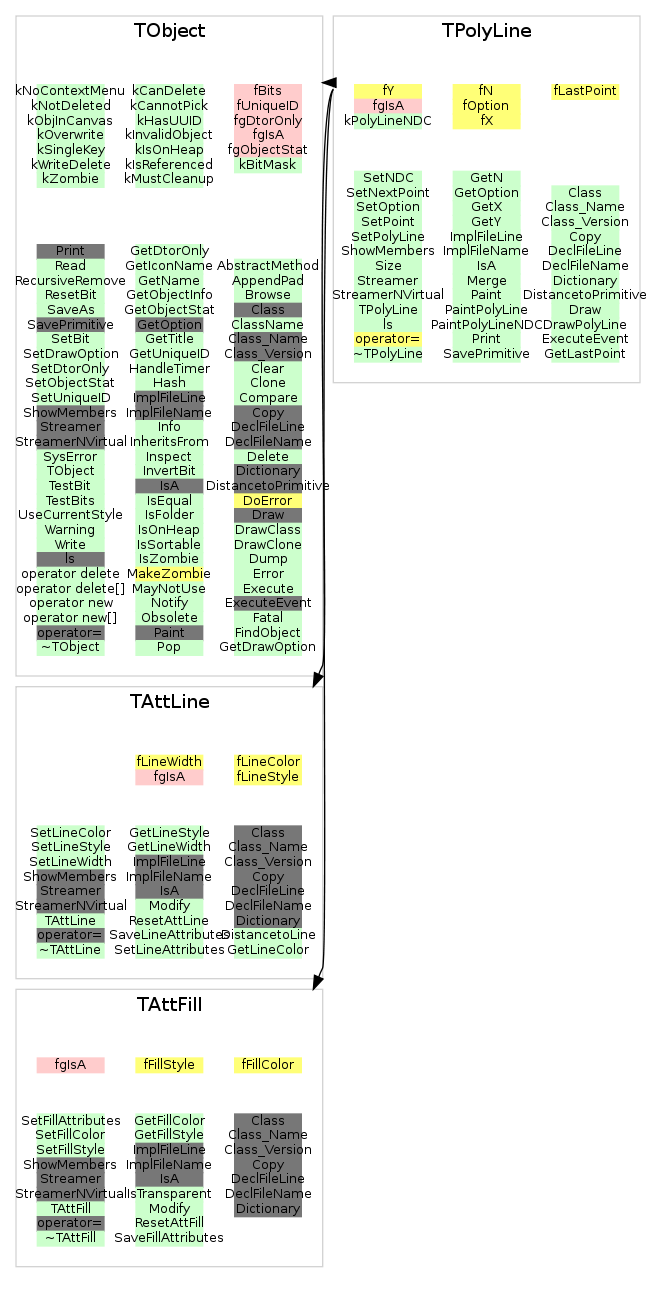 TObject
kNoContextMenu
kNotDeleted
kObjInCanvas
kOverwrite
kSingleKey
kWriteDelete
kZombie
kCanDelete
kCannotPick
kHasUUID
kInvalidObject
kIsOnHeap
kIsReferenced
kMustCleanup
fBits
fUniqueID
fgDtorOnly
fgIsA
fgObjectStat
kBitMask
Print
Read
RecursiveRemove
ResetBit
SaveAs
SavePrimitive
SetBit
SetDrawOption
SetDtorOnly
SetObjectStat
SetUniqueID
ShowMembers
Streamer
StreamerNVirtual
SysError
TObject
TestBit
TestBits
UseCurrentStyle
Warning
Write
ls
operator delete
operator delete[]
operator new
operator new[]
operator=
~TObject
GetDtorOnly
GetIconName
GetName
GetObjectInfo
GetObjectStat
GetOption
GetTitle
GetUniqueID
HandleTimer
Hash
ImplFileLine
ImplFileName
Info
InheritsFrom
Inspect
InvertBit
IsA
IsEqual
IsFolder
IsOnHeap
IsSortable
IsZombie
MakeZombie
MayNotUse
Notify
Obsolete
Paint
Pop
AbstractMethod
AppendPad
Browse
Class
ClassName
Class_Name
Class_Version
Clear
Clone
Compare
Copy
DeclFileLine
DeclFileName
Delete
Dictionary
DistancetoPrimitive
DoError
Draw
DrawClass
DrawClone
Dump
Error
Execute
ExecuteEvent
Fatal
FindObject
GetDrawOption
TPolyLine
fY
fgIsA
kPolyLineNDC
fN
fOption
fX
fLastPoint
SetNDC
SetNextPoint
SetOption
SetPoint
SetPolyLine
ShowMembers
Size
Streamer
StreamerNVirtual
TPolyLine
ls
operator=
~TPolyLine
GetN
GetOption
GetX
GetY
ImplFileLine
ImplFileName
IsA
Merge
Paint
PaintPolyLine
PaintPolyLineNDC
Print
SavePrimitive
Class
Class_Name
Class_Version
Copy
DeclFileLine
DeclFileName
Dictionary
DistancetoPrimitive
Draw
DrawPolyLine
ExecuteEvent
GetLastPoint
TAttLine
fLineWidth
fgIsA
fLineColor
fLineStyle
SetLineColor
SetLineStyle
SetLineWidth
ShowMembers
Streamer
StreamerNVirtual
TAttLine
operator=
~TAttLine
GetLineStyle
GetLineWidth
ImplFileLine
ImplFileName
IsA
Modify
ResetAttLine
SaveLineAttributes
SetLineAttributes
Class
Class_Name
Class_Version
Copy
DeclFileLine
DeclFileName
Dictionary
DistancetoLine
GetLineColor
TAttFill
fgIsA
fFillStyle
fFillColor
SetFillAttributes
SetFillColor
SetFillStyle
ShowMembers
Streamer
StreamerNVirtual
TAttFill
operator=
~TAttFill
GetFillColor
GetFillStyle
ImplFileLine
ImplFileName
IsA
IsTransparent
Modify
ResetAttFill
SaveFillAttributes
Class
Class_Name
Class_Version
Copy
DeclFileLine
DeclFileName
Dictionary